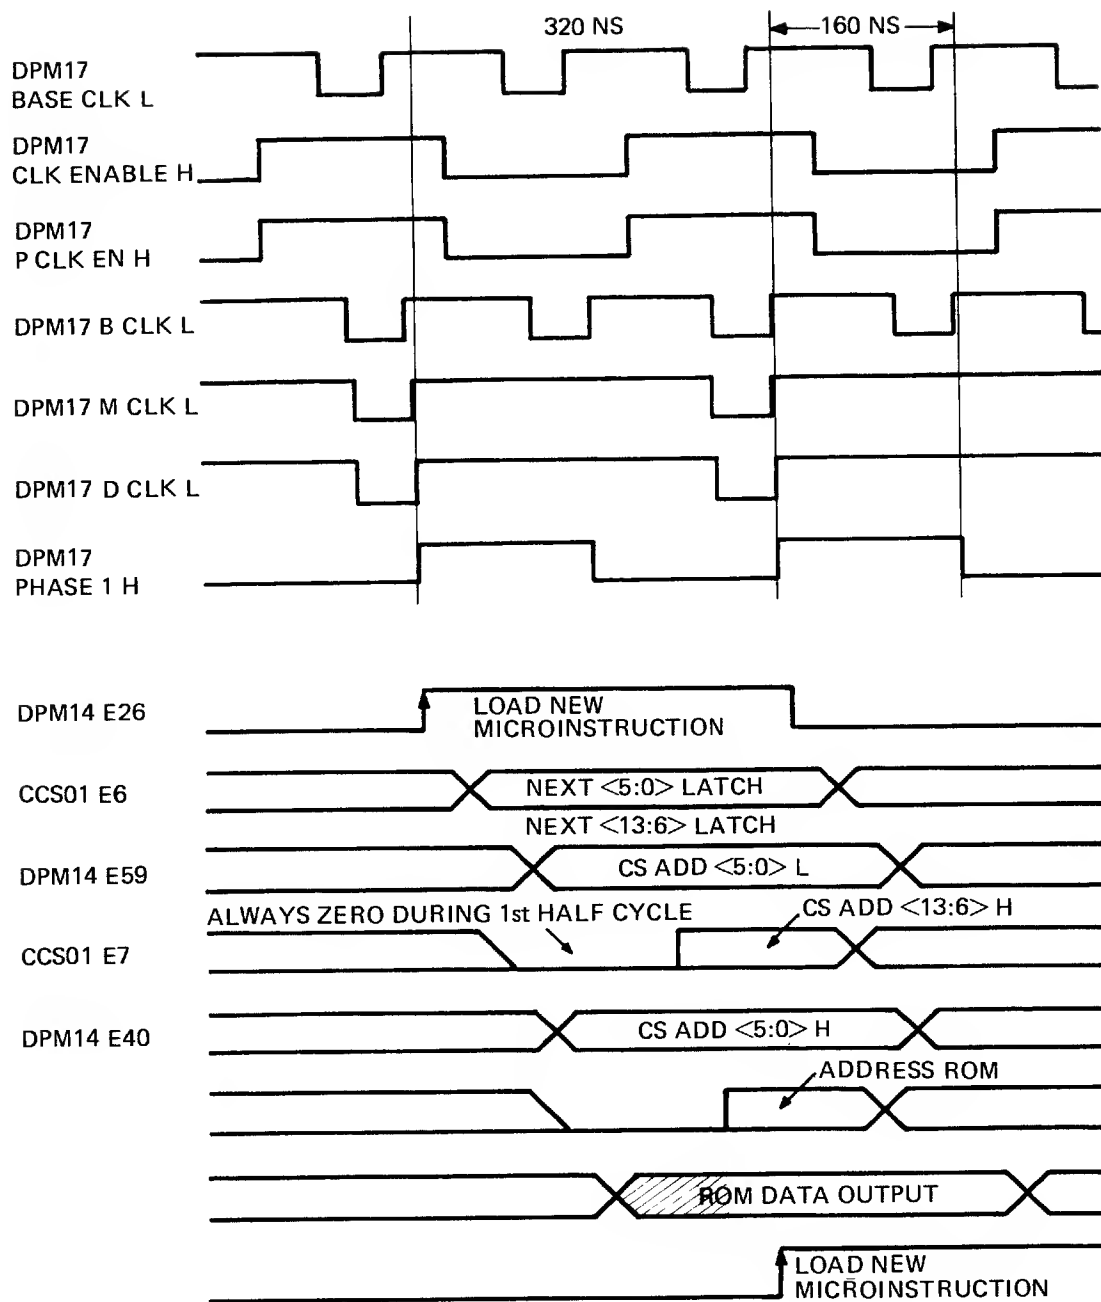 320 NS
160 NS
DPM17
BASE CLK L
DPM17
CLK ENABLE H
DPM17
P CLK EN H
DPM17 B CLK L
DPM17 M CLK L
DPM17 D CLK L
DPM17
PHASE 1 H
DPM14 E26
LOAD NEW
MICROINSTRUCTION
CCS01 E6
NEXT <5:0> LATCH
NEXT <13:6> LATCH
DPM14 E59
CS ADD <5:0> L
ALWAYS ZERO DURING 1st HALF CYCLE
CS ADD <13:6> H
CCS01 E7
DPM14 E40
CS ADD <5:0> H
ADDRESS ROM
ROM DATA OUTPUT
LOAD NEW
MICROINSTRUCTION